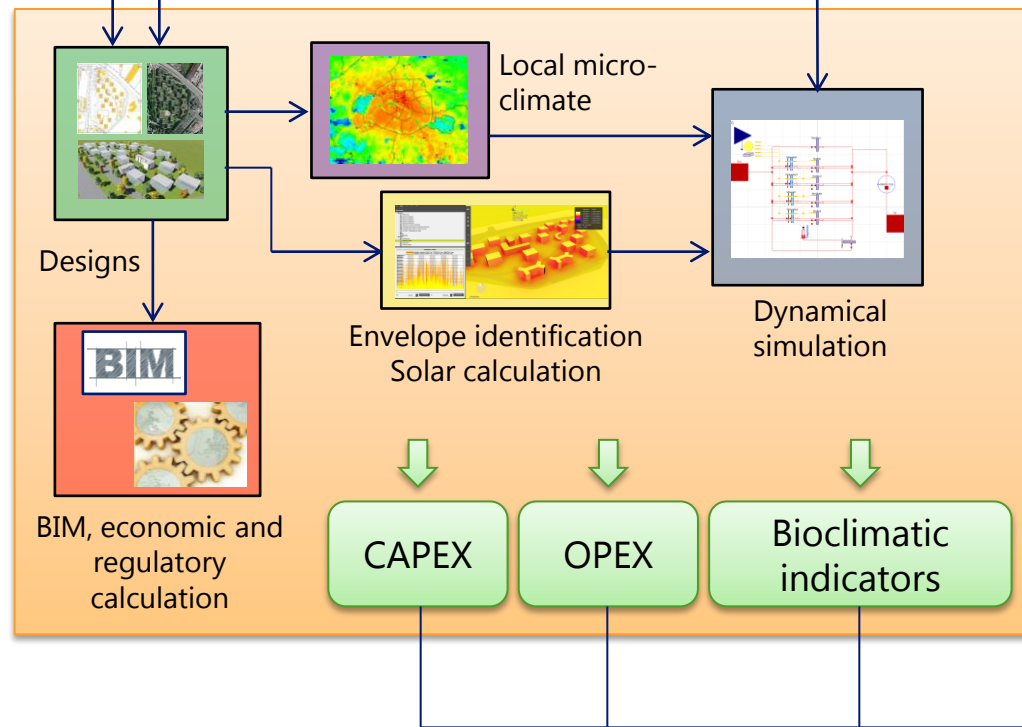 Local micro-
climate
Designs
Envelope identification
Solar calculation
Dynamical
simulation
BIM
BIM, economic and
regulatory
calculation
CAPEX
OPEX
Bioclimatic
indicators